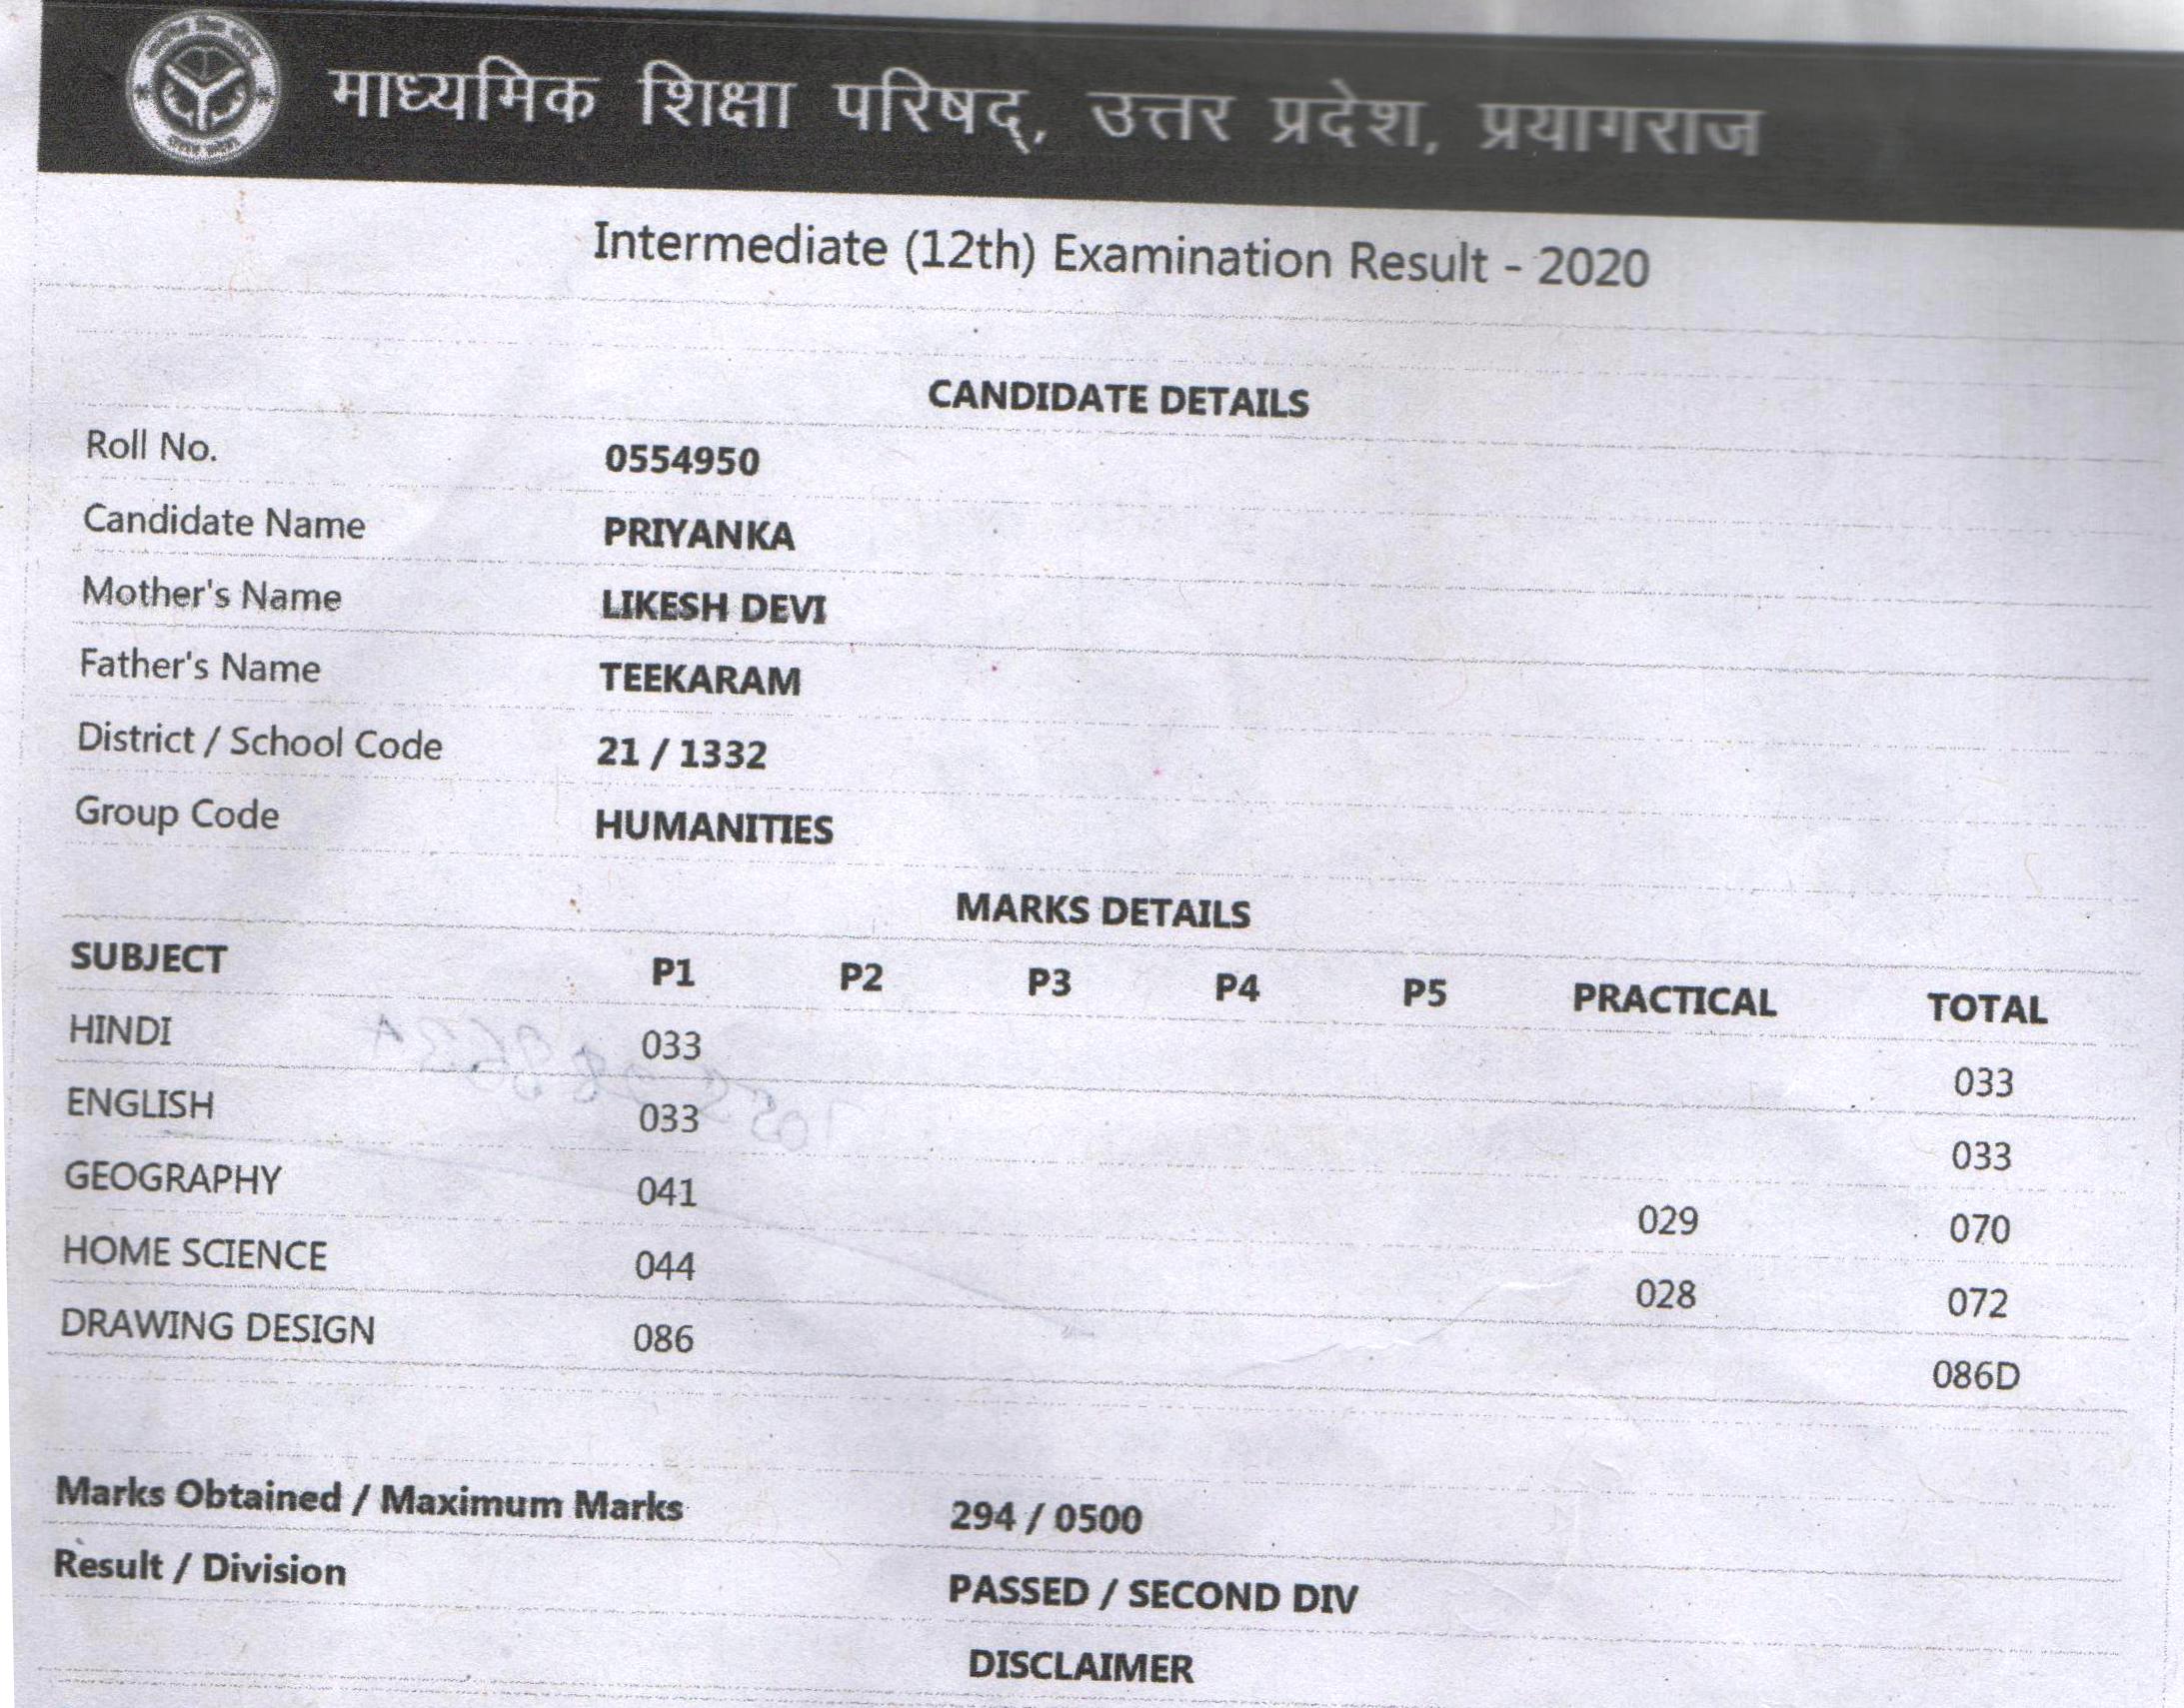 माध्यमिक शिक्षा परिषद्, उत्तर प्रदेश, प्रयागराज
Intermediate (12th) Examination Result - 2020
CANDIDATE DETAILS
Roll No. 0554950
Candidate Name PRIYANKA
Mother's Name LIKESH DEVI
Father's Name TEEKARAM
District / School Code 21 / 1332
Group Code HUMANITIES
MARKS DETAILS
SUBJECT P1 P2 P3 P4 P5 PRACTICAL TOTAL
HINDI 033 033
ENGLISH 033 033
GEOGRAPHY 041 029 070
HOME SCIENCE 044 028 072
DRAWING DESIGN 086 086D
Marks Obtained / Maximum Marks 294 / 0500
Result / Division PASSED / SECOND DIV
DISCLAIMER